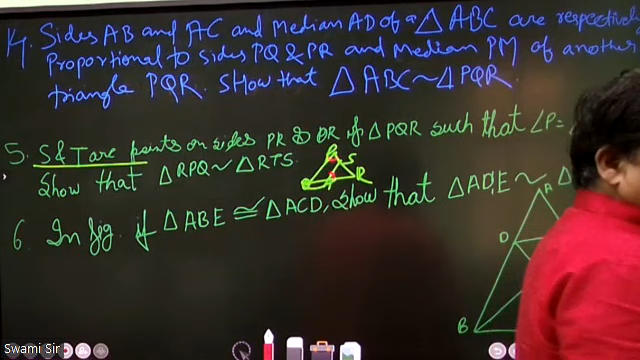 14. Sides AB and AC and Median AD of a △ ABC are respectively
Proportional to sides PQ & PR and median PM of another
triangle PQR. Show that △ ABC ~ △ PQR.
5. S & T are points on sides PR & QR of △ PQR such that ∠P =
Show that △ RPQ ~ △ RTS.
P
S
R
6. In fig. if △ ABE ≅ △ ACD, show that △ ADE ~ △
A
D
B
Swami Sir